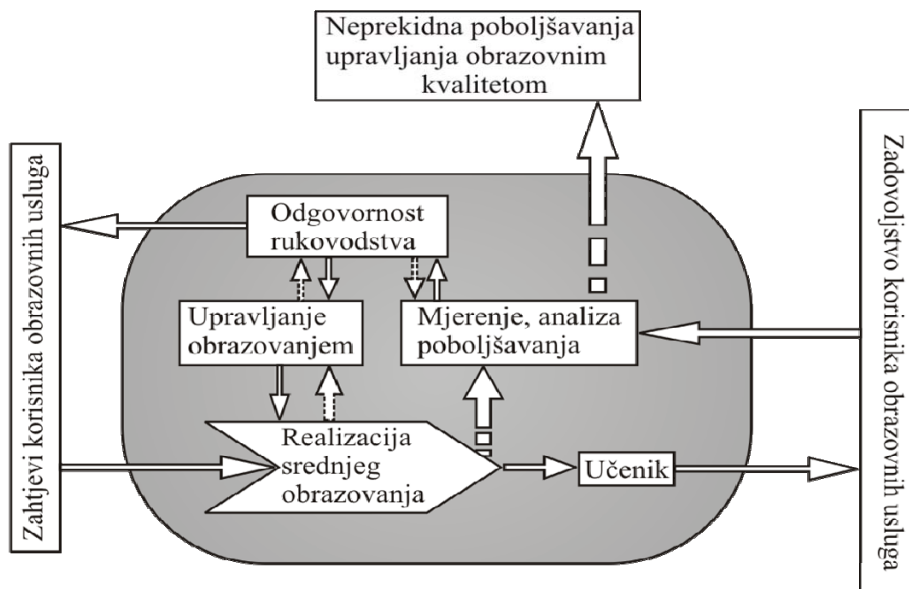 Neprekidna poboljšavanja
upravljanja obrazovnim
kvalitetom
Zahtjevi korisnika obrazovnih usluga
Odgovornost
rukovodstva
Upravljanje
obrazovanjem
Mjerenje, analiza
poboljšavanja
Realizacija
srednjeg
obrazovanja
Učenik
Zadovoljstvo korisnika obrazovnih usluga